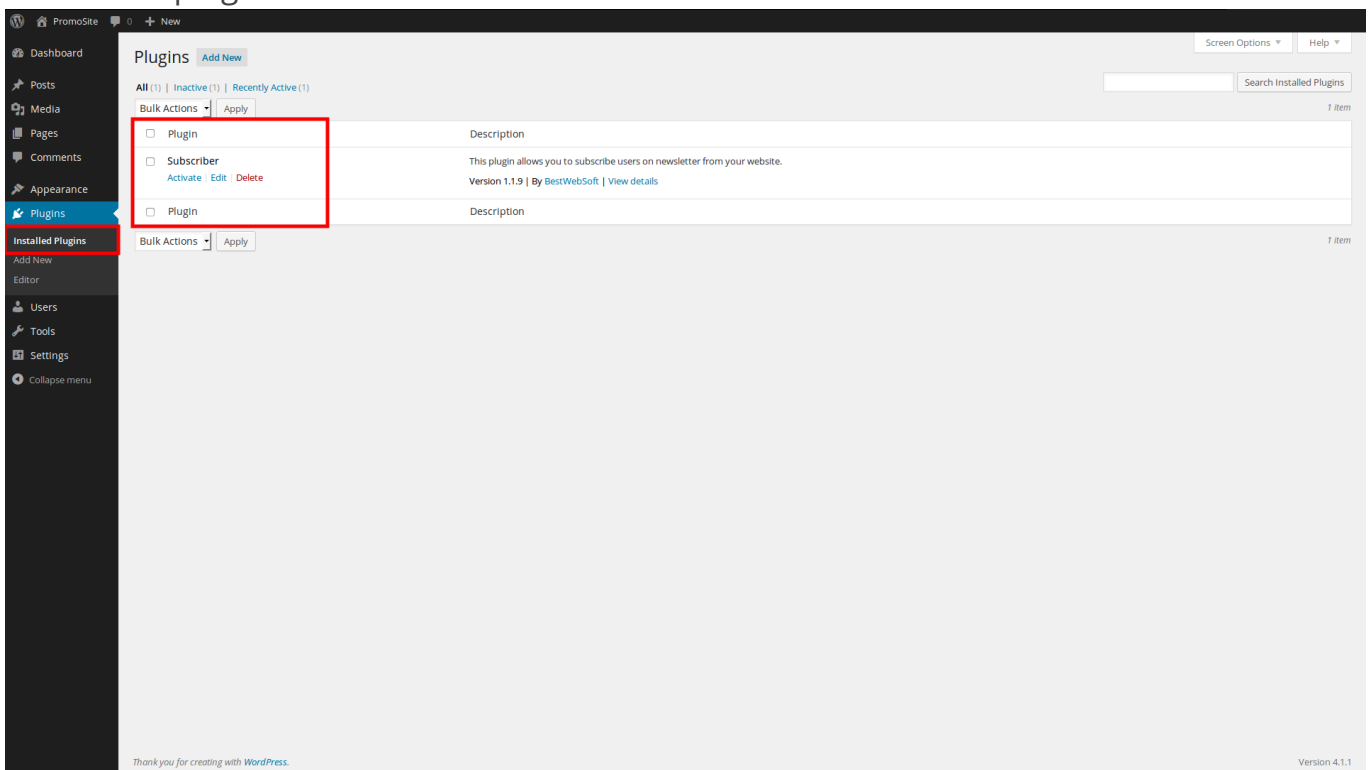 PromoSite 0 + New
Screen Options ▼ Help ▼
Dashboard
Posts
Media
Pages
Comments
Appearance
Plugins
Installed Plugins
Add New
Editor
Users
Tools
Settings
Collapse menu
Plugins Add New
All (1) | Inactive (1) | Recently Active (1)
Search Installed Plugins
Bulk Actions Apply
1 item
Plugin Description
Subscriber This plugin allows you to subscribe users on newsletter from your website.
Activate | Edit | Delete Version 1.1.9 | By BestWebSoft | View details
Plugin Description
Bulk Actions Apply
1 item
Thank you for creating with WordPress. Version 4.1.1